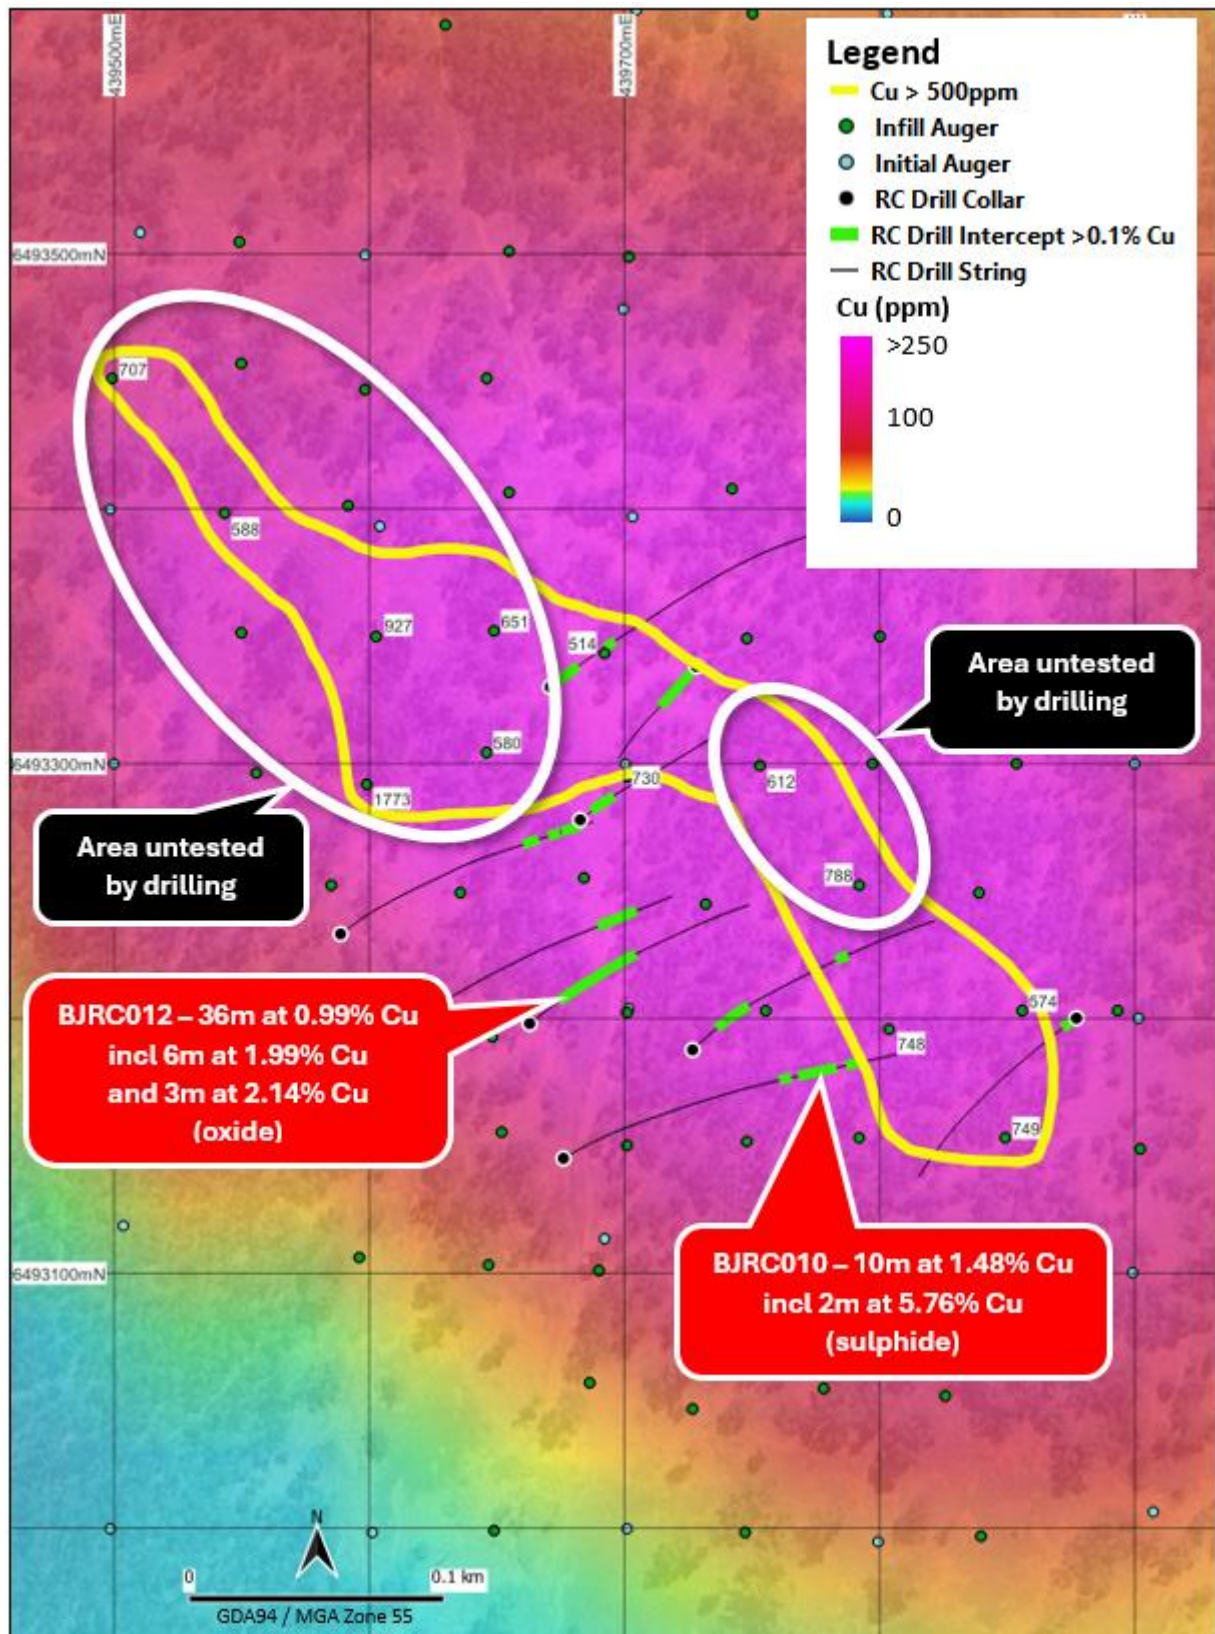 439500mE
439700mE
Legend
Cu > 500ppm
Infill Auger
Initial Auger
RC Drill Collar
RC Drill Intercept >0.1% Cu
RC Drill String
Cu (ppm)
>250
100
0
6493500mN
707
588
927
651
514
Area untested
by drilling
580
6493300mN
730
612
1773
Area untested
by drilling
788
BJRC012 – 36m at 0.99% Cu
incl 6m at 1.99% Cu
and 3m at 2.14% Cu
(oxide)
574
748
749
BJRC010 – 10m at 1.48% Cu
incl 2m at 5.76% Cu
(sulphide)
6493100mN
N
0
0.1 km
GDA94 / MGA Zone 55